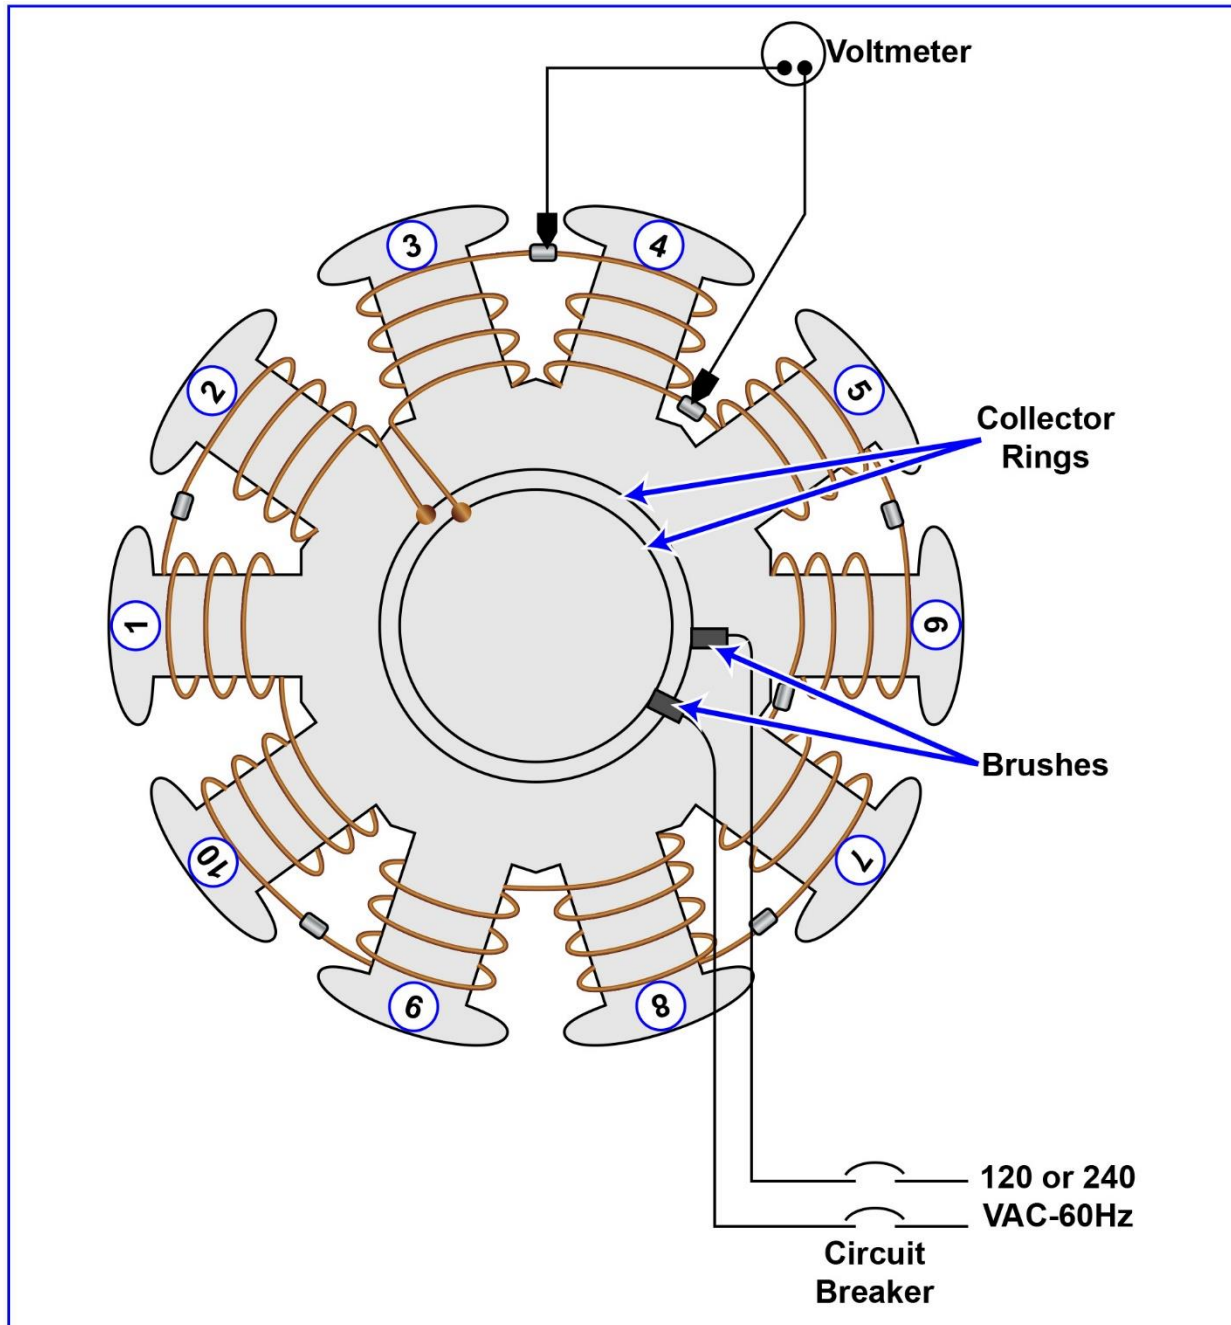 Voltmeter
3
4
2
5
Collector
Rings
1
6
Brushes
10
7
9
8
120 or 240
VAC-60Hz
Circuit
Breaker